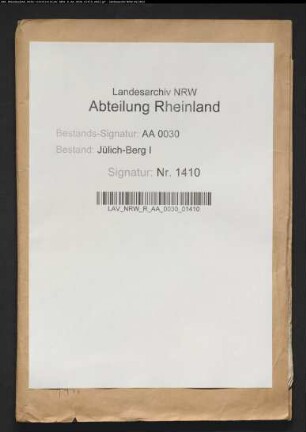 Landesarchiv NRW
Abteilung Rheinland
Bestands-Signatur: AA 0030
Bestand: Jülich-Berg I
Signatur: Nr. 1410
LAV_NRW_R_AA_0030_01410